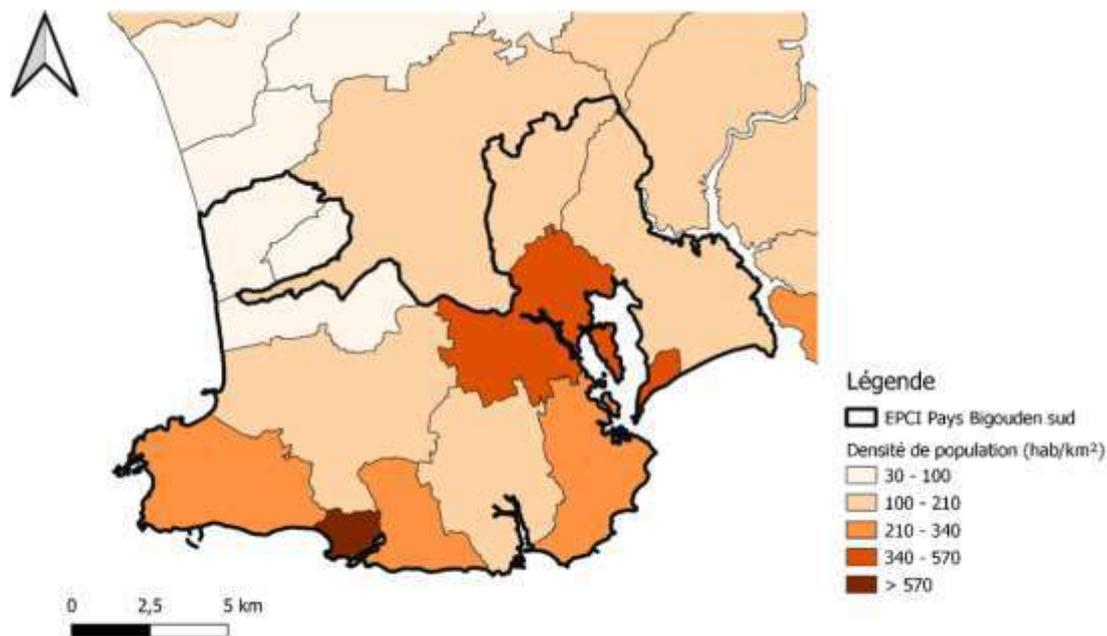 Légende
EPCI Pays Bigouden sud
Densité de population (hab/km²)
30 - 100
100 - 210
210 - 340
340 - 570
> 570
0 2,5 5 km